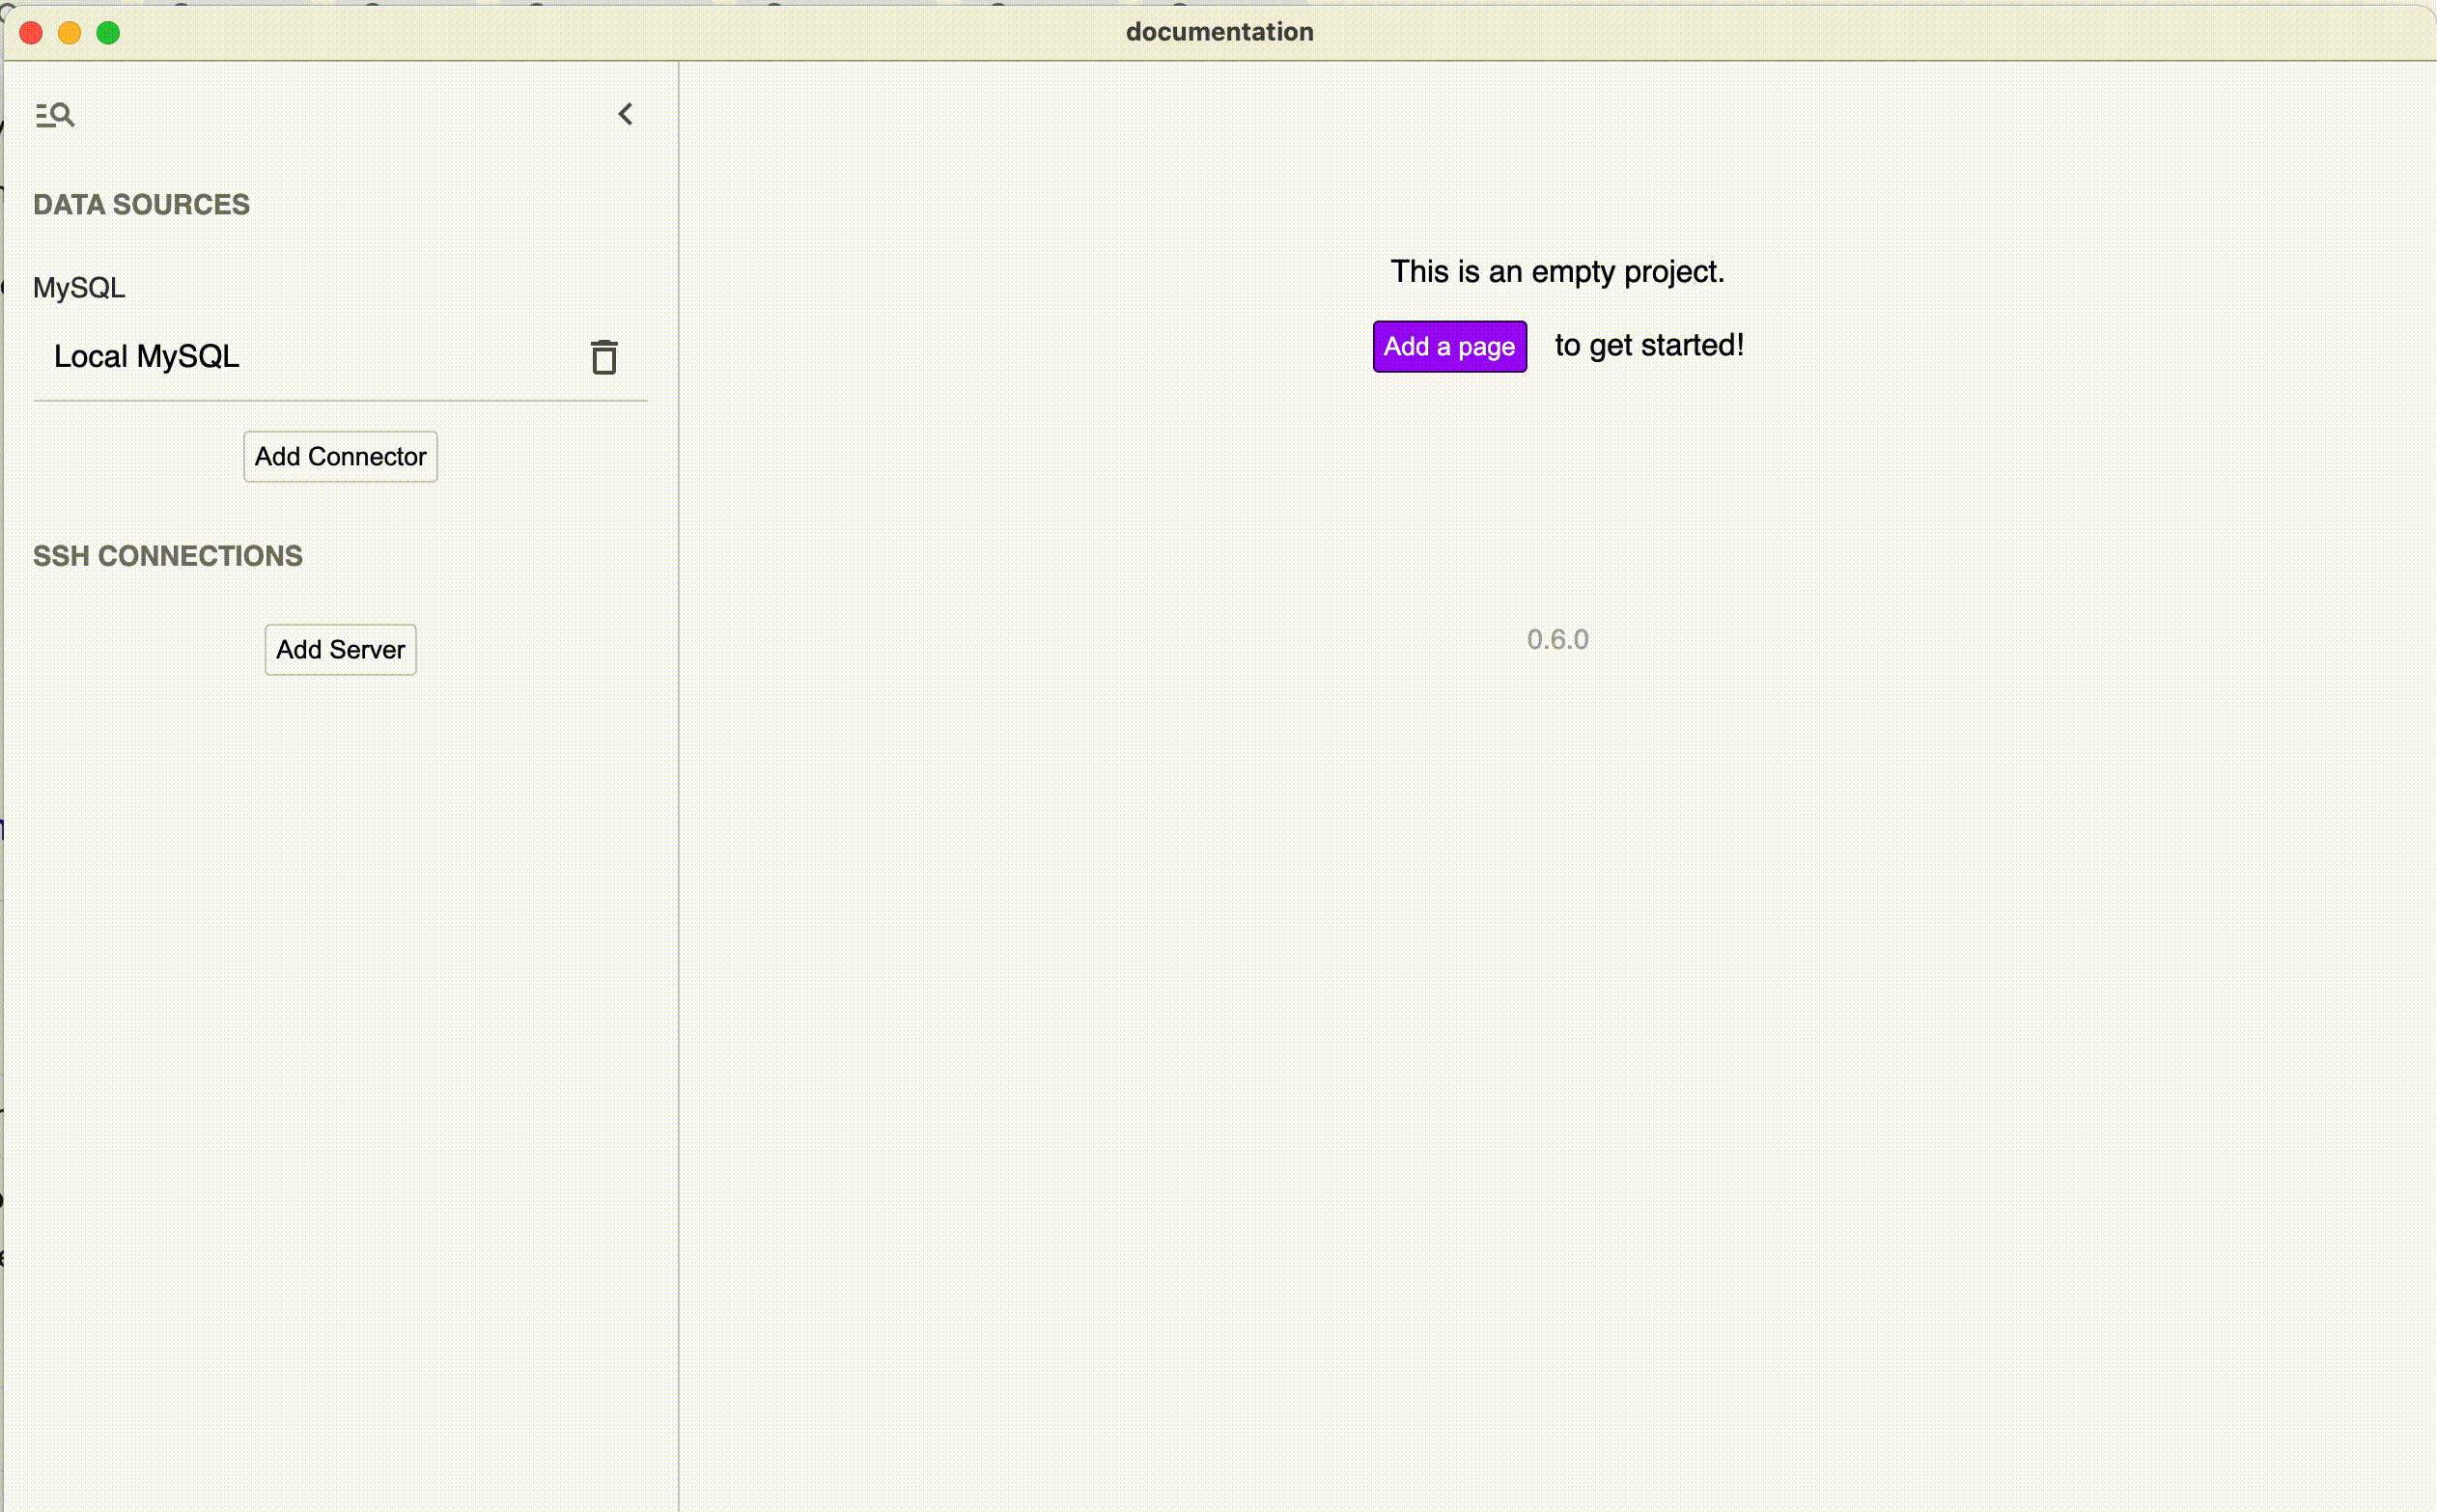 documentation
DATA SOURCES
MySQL
Local MySQL
Add Connector
SSH CONNECTIONS
Add Server
This is an empty project.
Add a page to get started!
0.6.0